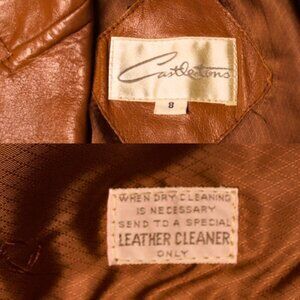 Castletons
8
WHEN DRY CLEANING
IS NECESSARY
SEND TO A SPECIAL
LEATHER CLEANER
ONLY